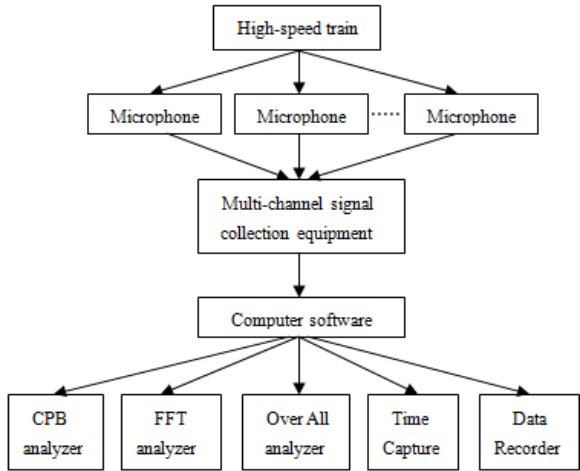 High-speed train
Microphone
Microphone
.....
Microphone
Multi-channel signal
collection equipment
Computer software
CPB
analyzer
FFT
analyzer
Over All
analyzer
Time
Capture
Data
Recorder